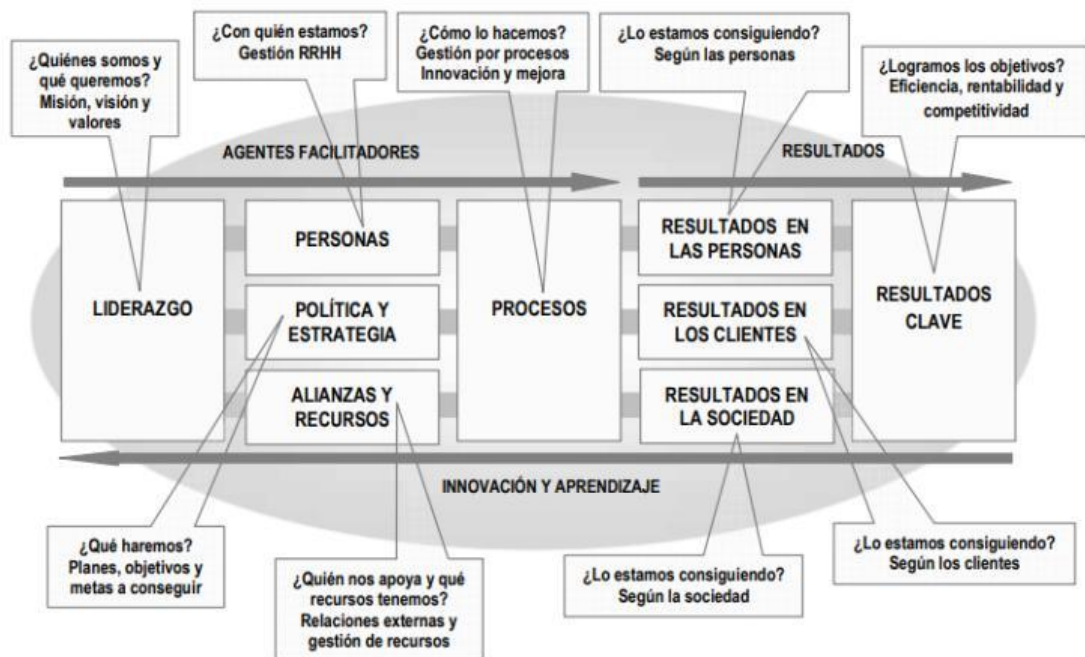 ¿Quiénes somos y
qué queremos?
Misión, visión y
valores
¿Con quién estamos?
Gestión RRHH
¿Cómo lo hacemos?
Gestión por procesos
Innovación y mejora
¿Lo estamos consiguiendo?
Según las personas
¿Logramos los objetivos?
Eficiencia, rentabilidad y
competitividad
AGENTES FACILITADORES
RESULTADOS
LIDERAZGO
PERSONAS
POLÍTICA Y
ESTRATEGIA
ALIANZAS Y
RECURSOS
PROCESOS
RESULTADOS EN
LAS PERSONAS
RESULTADOS EN
LOS CLIENTES
RESULTADOS EN
LA SOCIEDAD
RESULTADOS
CLAVE
INNOVACIÓN Y APRENDIZAJE
¿Qué haremos?
Planes, objetivos y
metas a conseguir
¿Quién nos apoya y qué
recursos tenemos?
Relaciones externas y
gestión de recursos
¿Lo estamos consiguiendo?
Según la sociedad
¿Lo estamos consiguiendo?
Según los clientes